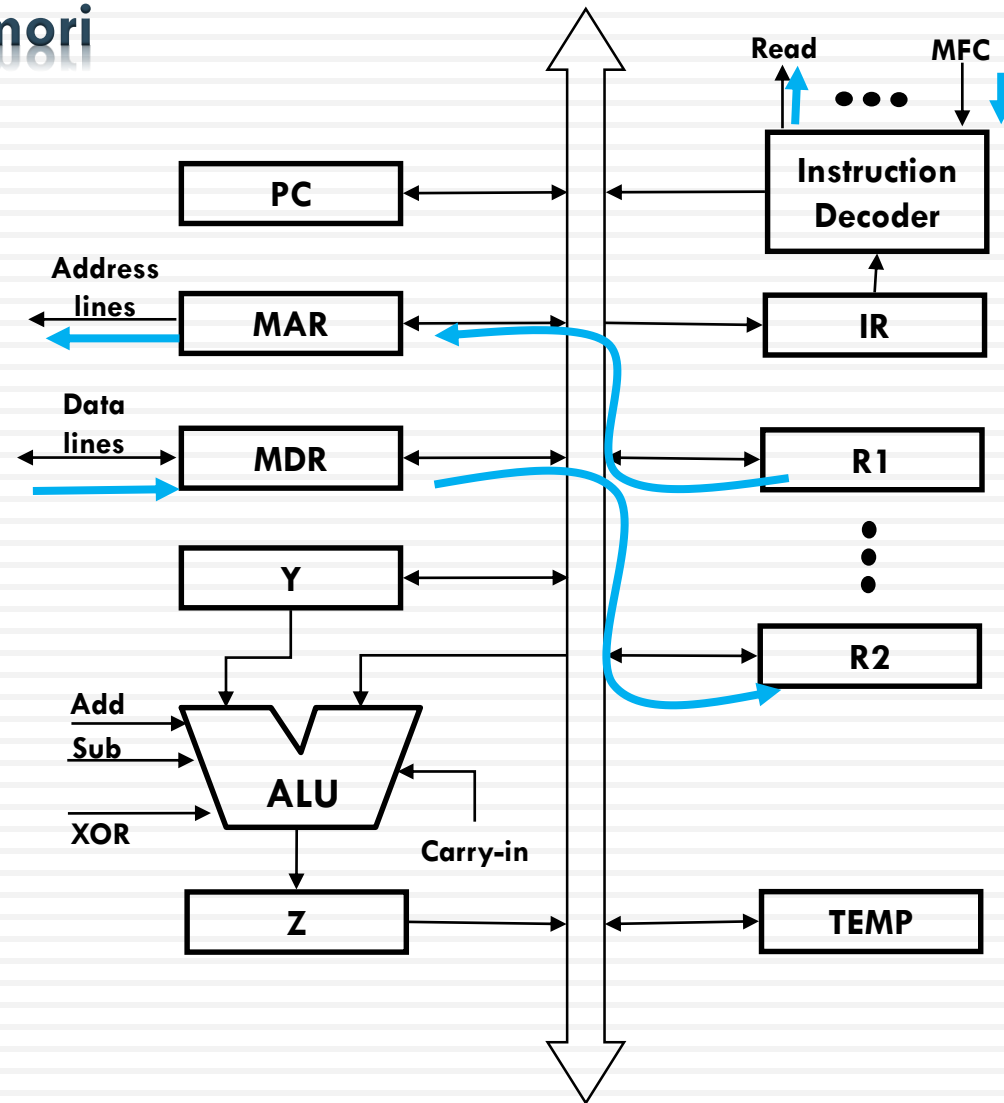 mori
Read
MFC
PC
Instruction
Decoder
Address
lines
MAR
IR
Data
lines
MDR
R1
Y
R2
Add
Sub
ALU
XOR
Carry-in
Z
TEMP